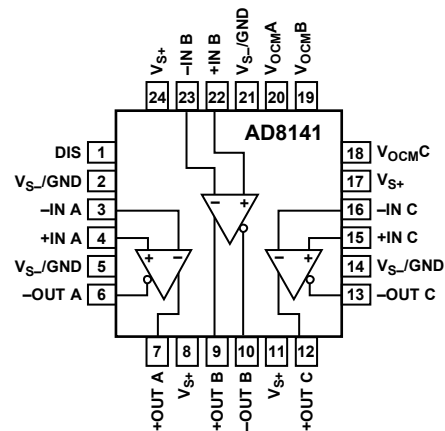 VS+
–IN B
+IN B
VS–/GND
VOCMA
VOCMB
24 23 22 21 20 19
AD8141
DIS 1
VS–/GND 2
–IN A 3
+IN A 4
VS–/GND 5
–OUT A 6
18 VOCMC
17 VS+
16 –IN C
15 +IN C
14 VS–/GND
13 –OUT C
– +
+ –
– +
7 8 9 10 11 12
+OUT A
VS+
+OUT B
–OUT B
VS+
+OUT C